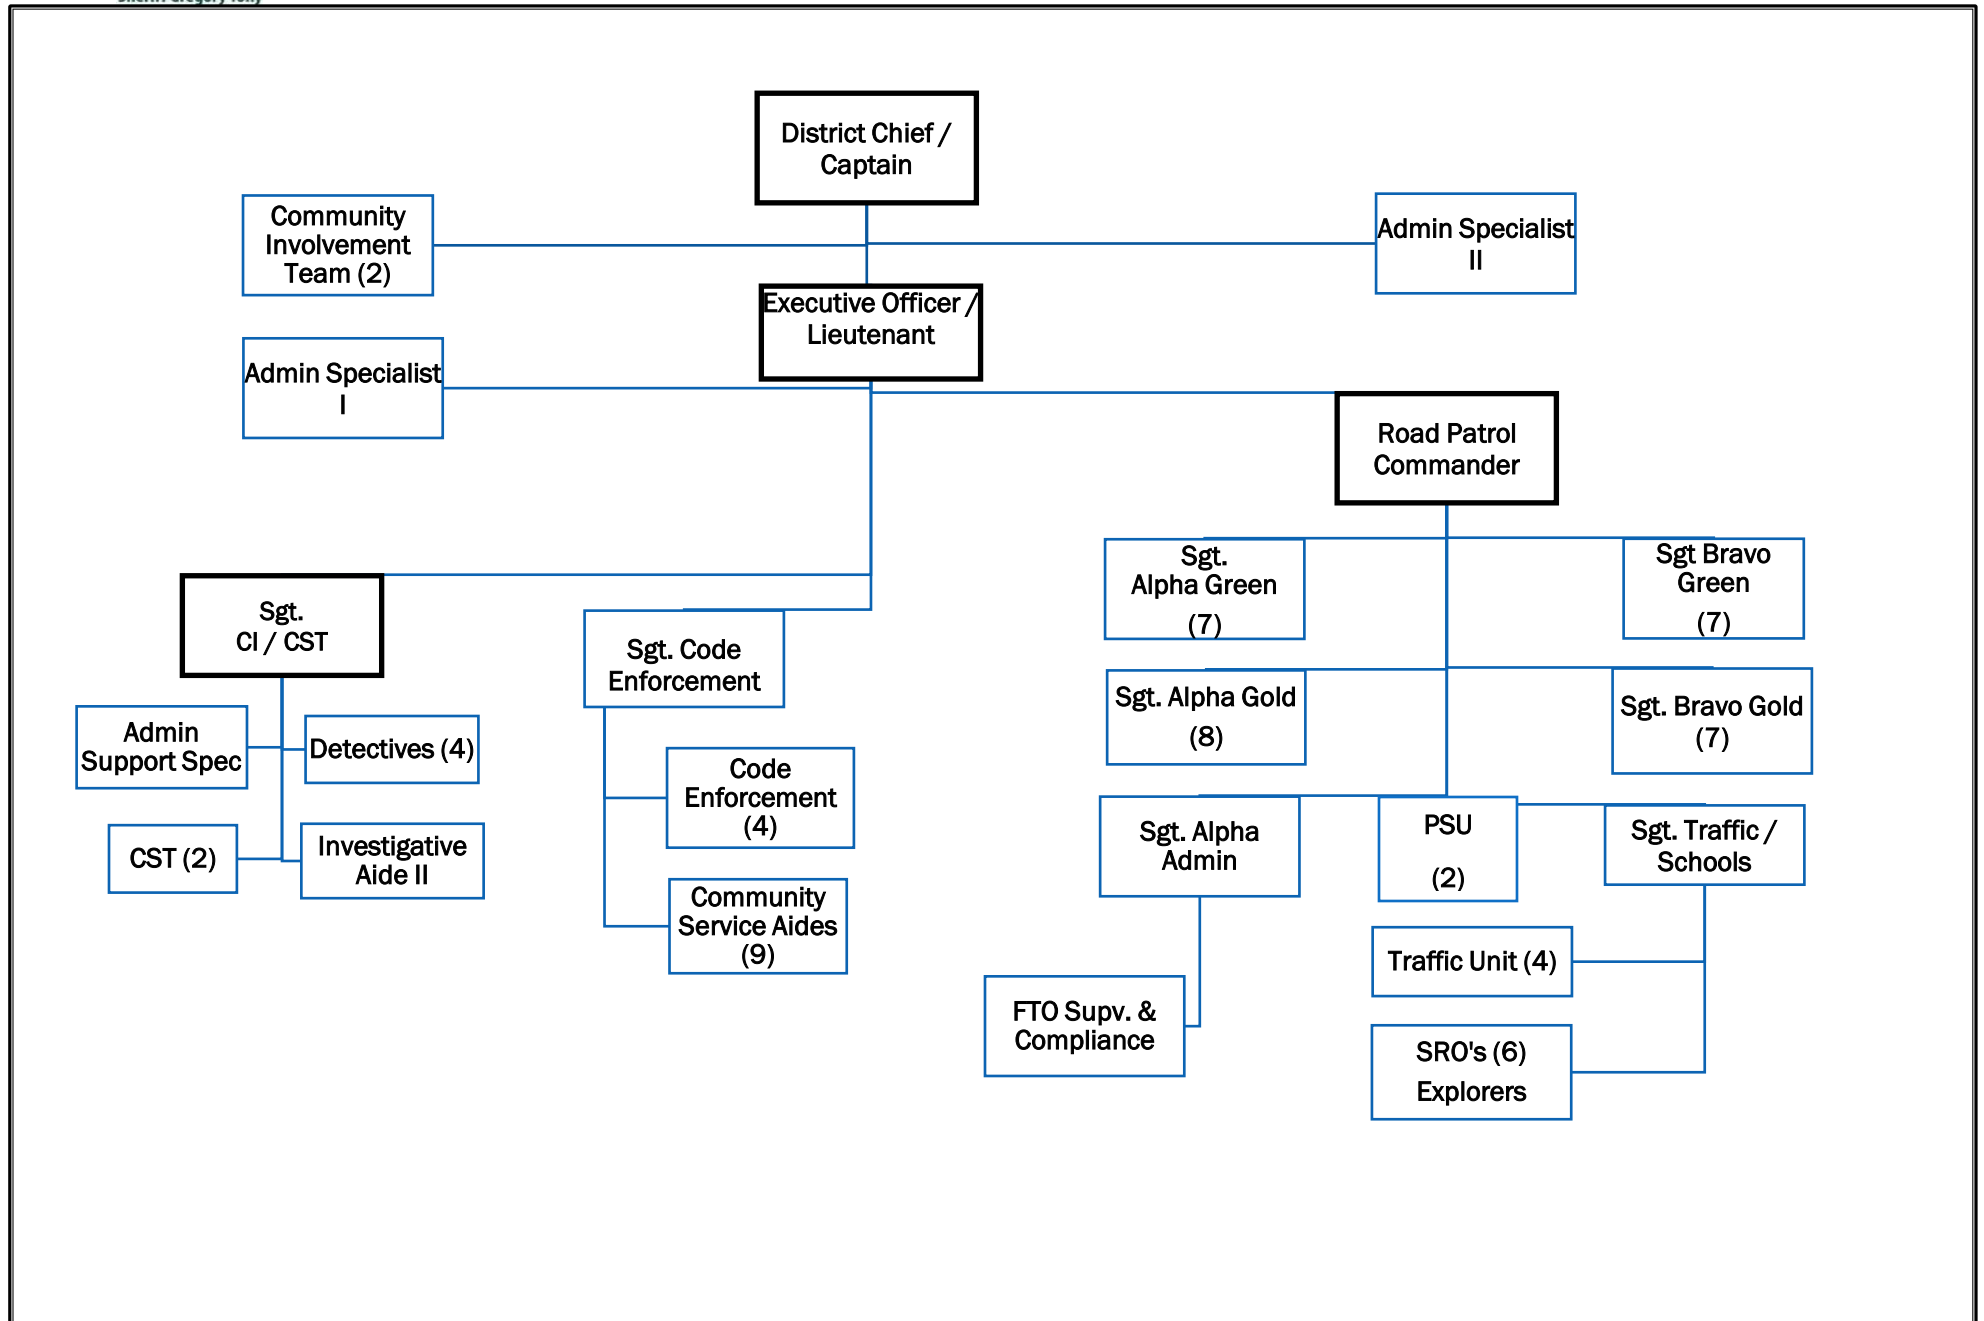 District Chief /
Captain
Community
Involvement
Team (2)
Admin Specialist
II
Executive Officer /
Lieutenant
Admin Specialist
I
Road Patrol
Commander
Sgt.
CI / CST
Admin
Support Spec
Detectives (4)
CST (2)
Investigative
Aide II
Sgt. Code
Enforcement
Code
Enforcement
(4)
Community
Service Aides
(9)
Sgt.
Alpha Green
(7)
Sgt Bravo
Green
(7)
Sgt. Alpha Gold
(8)
Sgt. Bravo Gold
(7)
Sgt. Alpha
Admin
PSU
(2)
Sgt. Traffic /
Schools
FTO Supv. &
Compliance
Traffic Unit (4)
SRO's (6)
Explorers